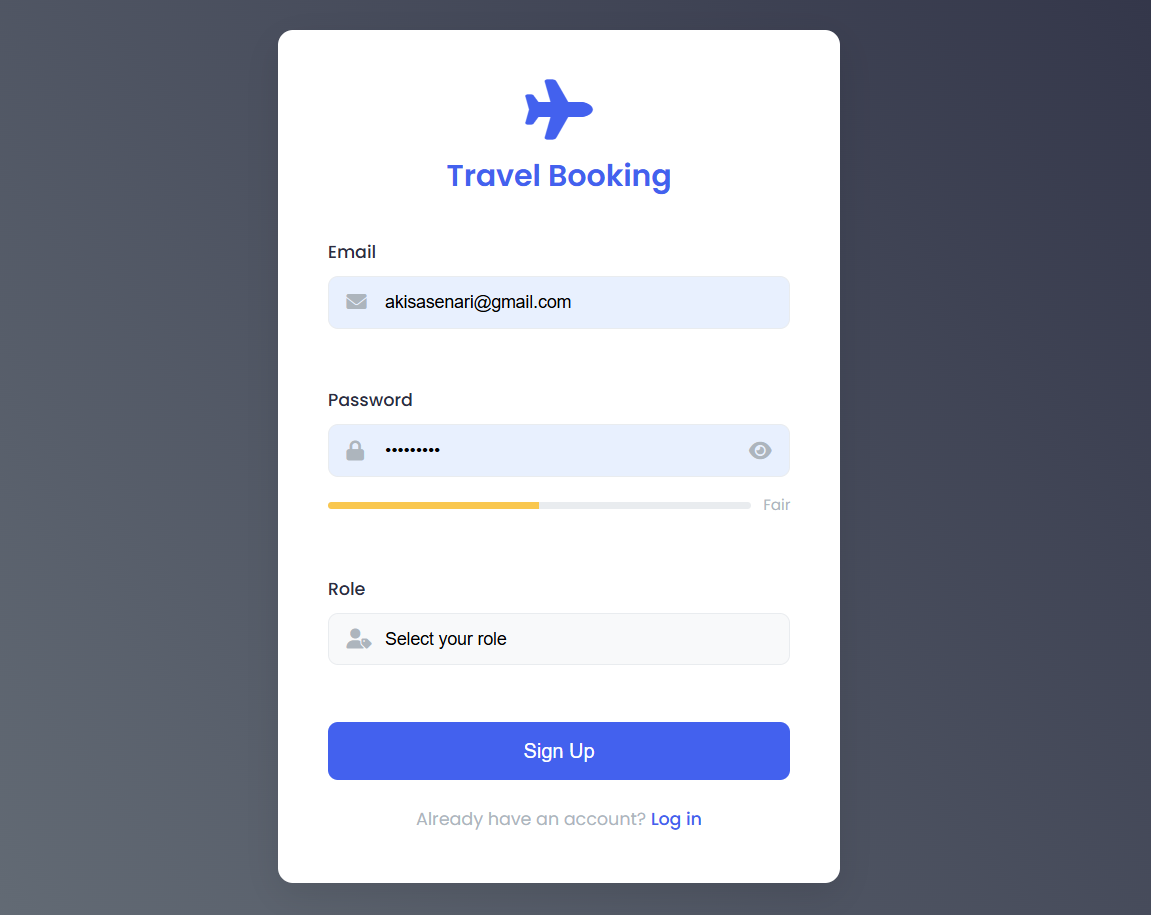 Travel Booking
Email
akisasenari@gmail.com
Password
•••••••••
Fair
Role
Select your role
Sign Up
Already have an account? Log in